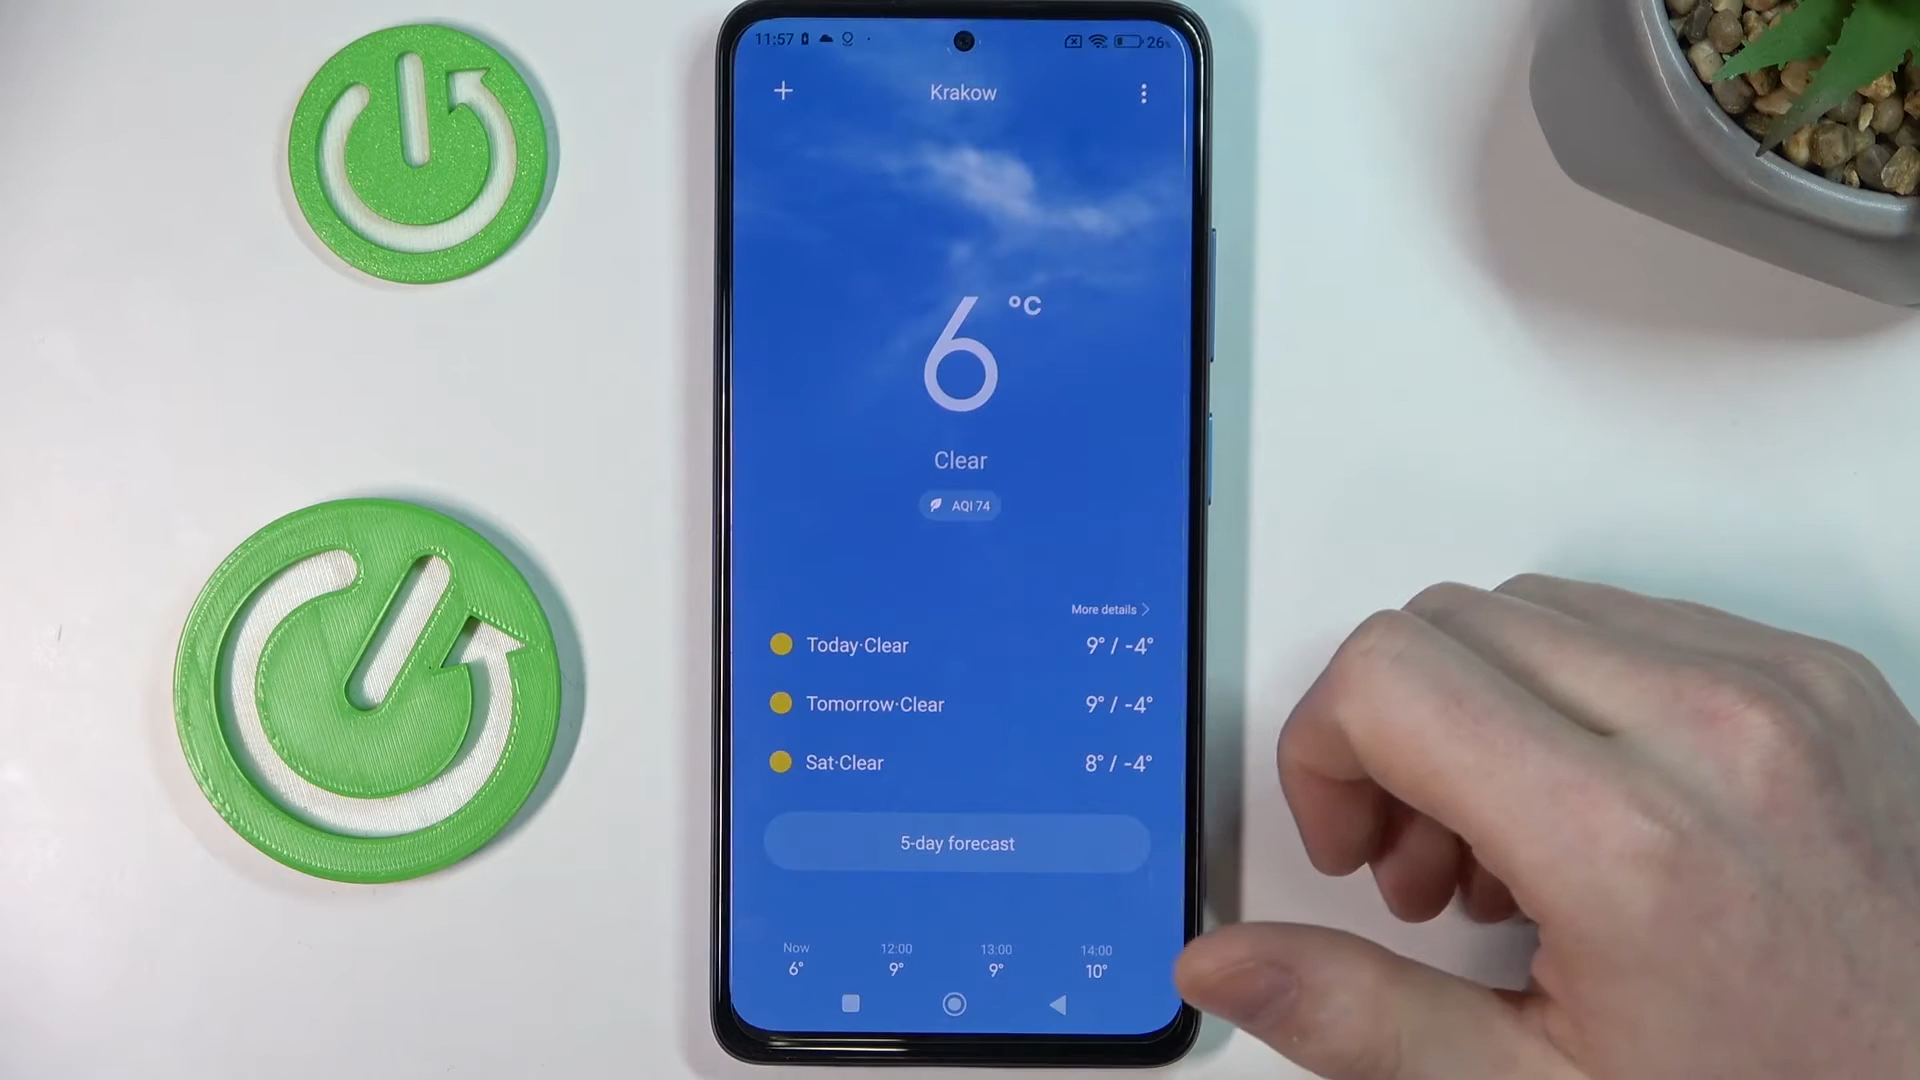 11:57 26%
Krakow
6 °C
Clear
AQI 74
More details
Today·Clear 9° / -4°
Tomorrow·Clear 9° / -4°
Sat·Clear 8° / -4°
5-day forecast
Now 12:00 13:00 14:00
6° 9° 9° 10°